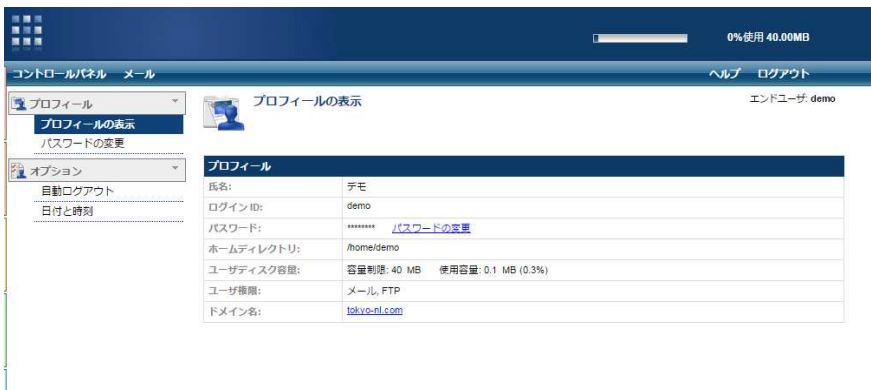 0%使用 40.00MB
コントロールパネル メール ヘルプ ログアウト
プロフィール
プロフィールの表示
パスワードの変更
オプション
自動ログアウト
日付と時刻
プロフィールの表示
エンドユーザ: demo
プロフィール
氏名: デモ
ログイン ID: demo
パスワード: ******** パスワードの変更
ホームディレクトリ: /home/demo
ユーザディスク容量: 容量制限: 40 MB 使用容量: 0.1 MB (0.3%)
ユーザ権限: メール, FTP
ドメイン名: tokyo-nl.com